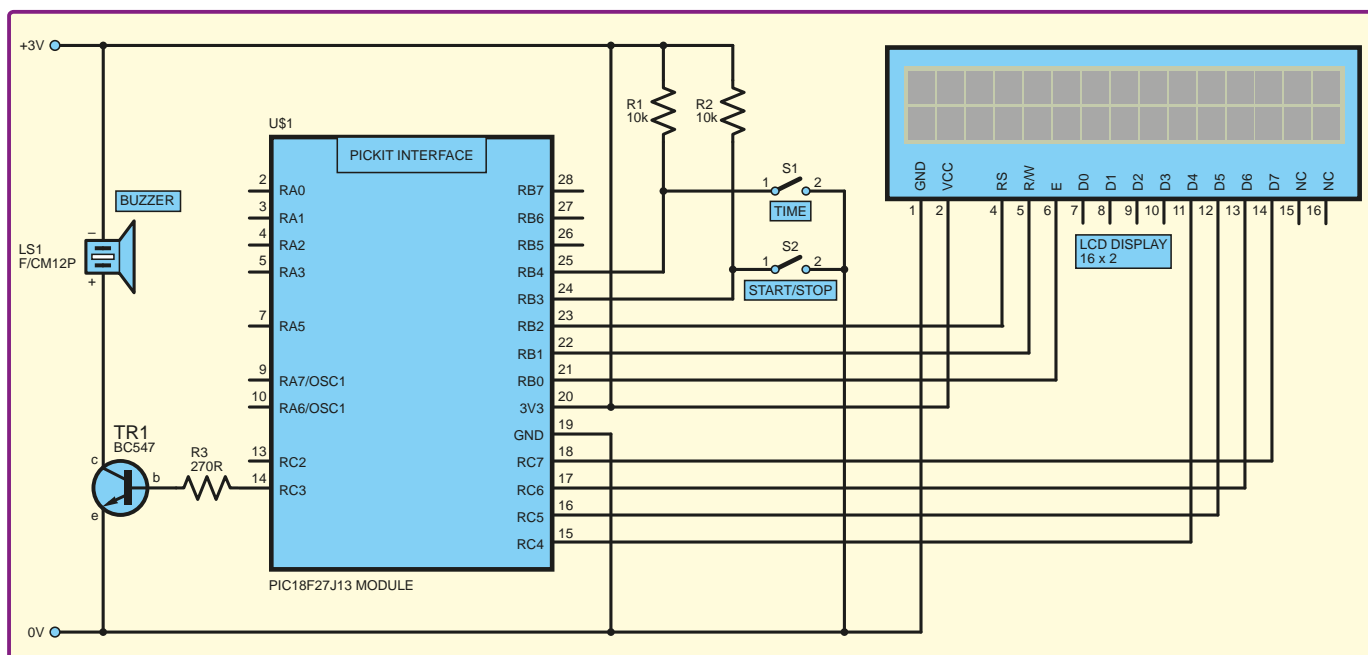 +3V
R1
10k
R2
10k
U$1
PICKIT INTERFACE
BUZZER
–
LS1
F/CM12P
+
TR1
BC547
c
b
e
R3
270R
2 RA0
3 RA1
4 RA2
5 RA3
7 RA5
9 RA7/OSC1
10 RA6/OSC1
13 RC2
14 RC3
RB7 28
RB6 27
RB5 26
RB4 25
RB3 24
RB2 23
RB1 22
RB0 21
3V3 20
GND 19
RC7 18
RC6 17
RC5 16
RC4 15
PIC18F27J13 MODULE
S1
1 2
TIME
S2
1 2
START/STOP
GND VCC RS R/W E D0 D1 D2 D3 D4 D5 D6 D7 NC NC
1 2 4 5 6 7 8 9 10 11 12 13 14 15 16
LCD DISPLAY
16 x 2
0V